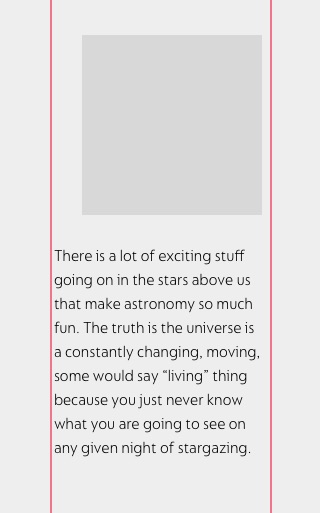 There is a lot of exciting stuff
going on in the stars above us
that make astronomy so much
fun. The truth is the universe is
a constantly changing, moving,
some would say “living” thing
because you just never know
what you are going to see on
any given night of stargazing.